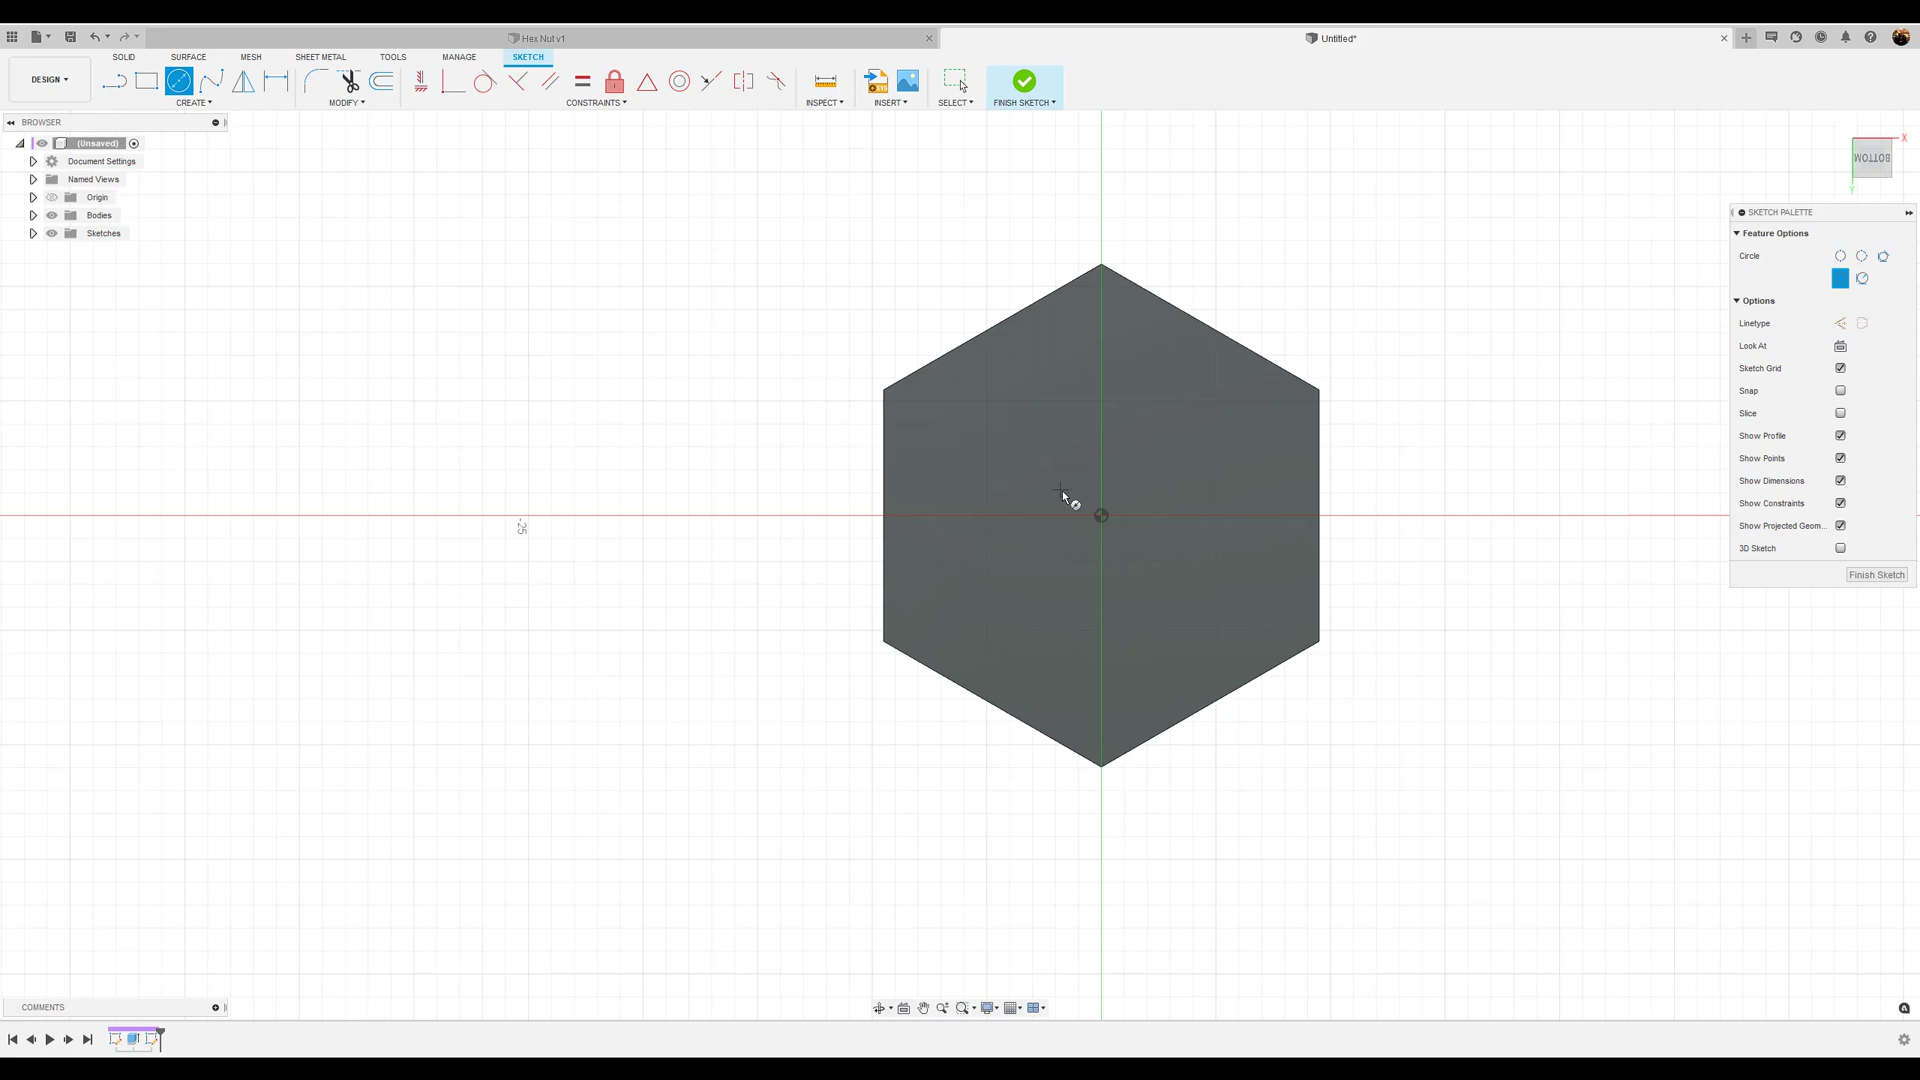 Hex Nut v1
Untitled*
SOLID
SURFACE
MESH
SHEET METAL
TOOLS
MANAGE
SKETCH
DESIGN
CREATE
MODIFY
CONSTRAINTS
INSPECT
INSERT
SELECT
FINISH SKETCH
BROWSER
(Unsaved)
Document Settings
Named Views
Origin
Bodies
Sketches
X
BOTTOM
Y
SKETCH PALETTE
Feature Options
Circle
Options
Linetype
Look At
Sketch Grid
Snap
Slice
Show Profile
Show Points
Show Dimensions
Show Constraints
Show Projected Geom...
3D Sketch
Finish Sketch
-25
COMMENTS